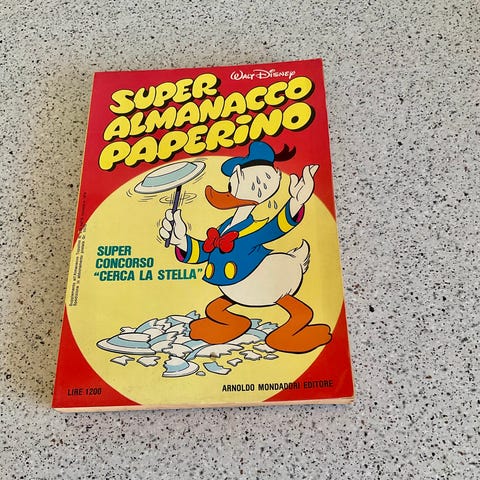 WALT DISNEY
SUPER
ALMANACCO
PAPERINO
SUPER
CONCORSO
"CERCA LA STELLA"
LIRE 1200
ARNOLDO MONDADORI EDITORE